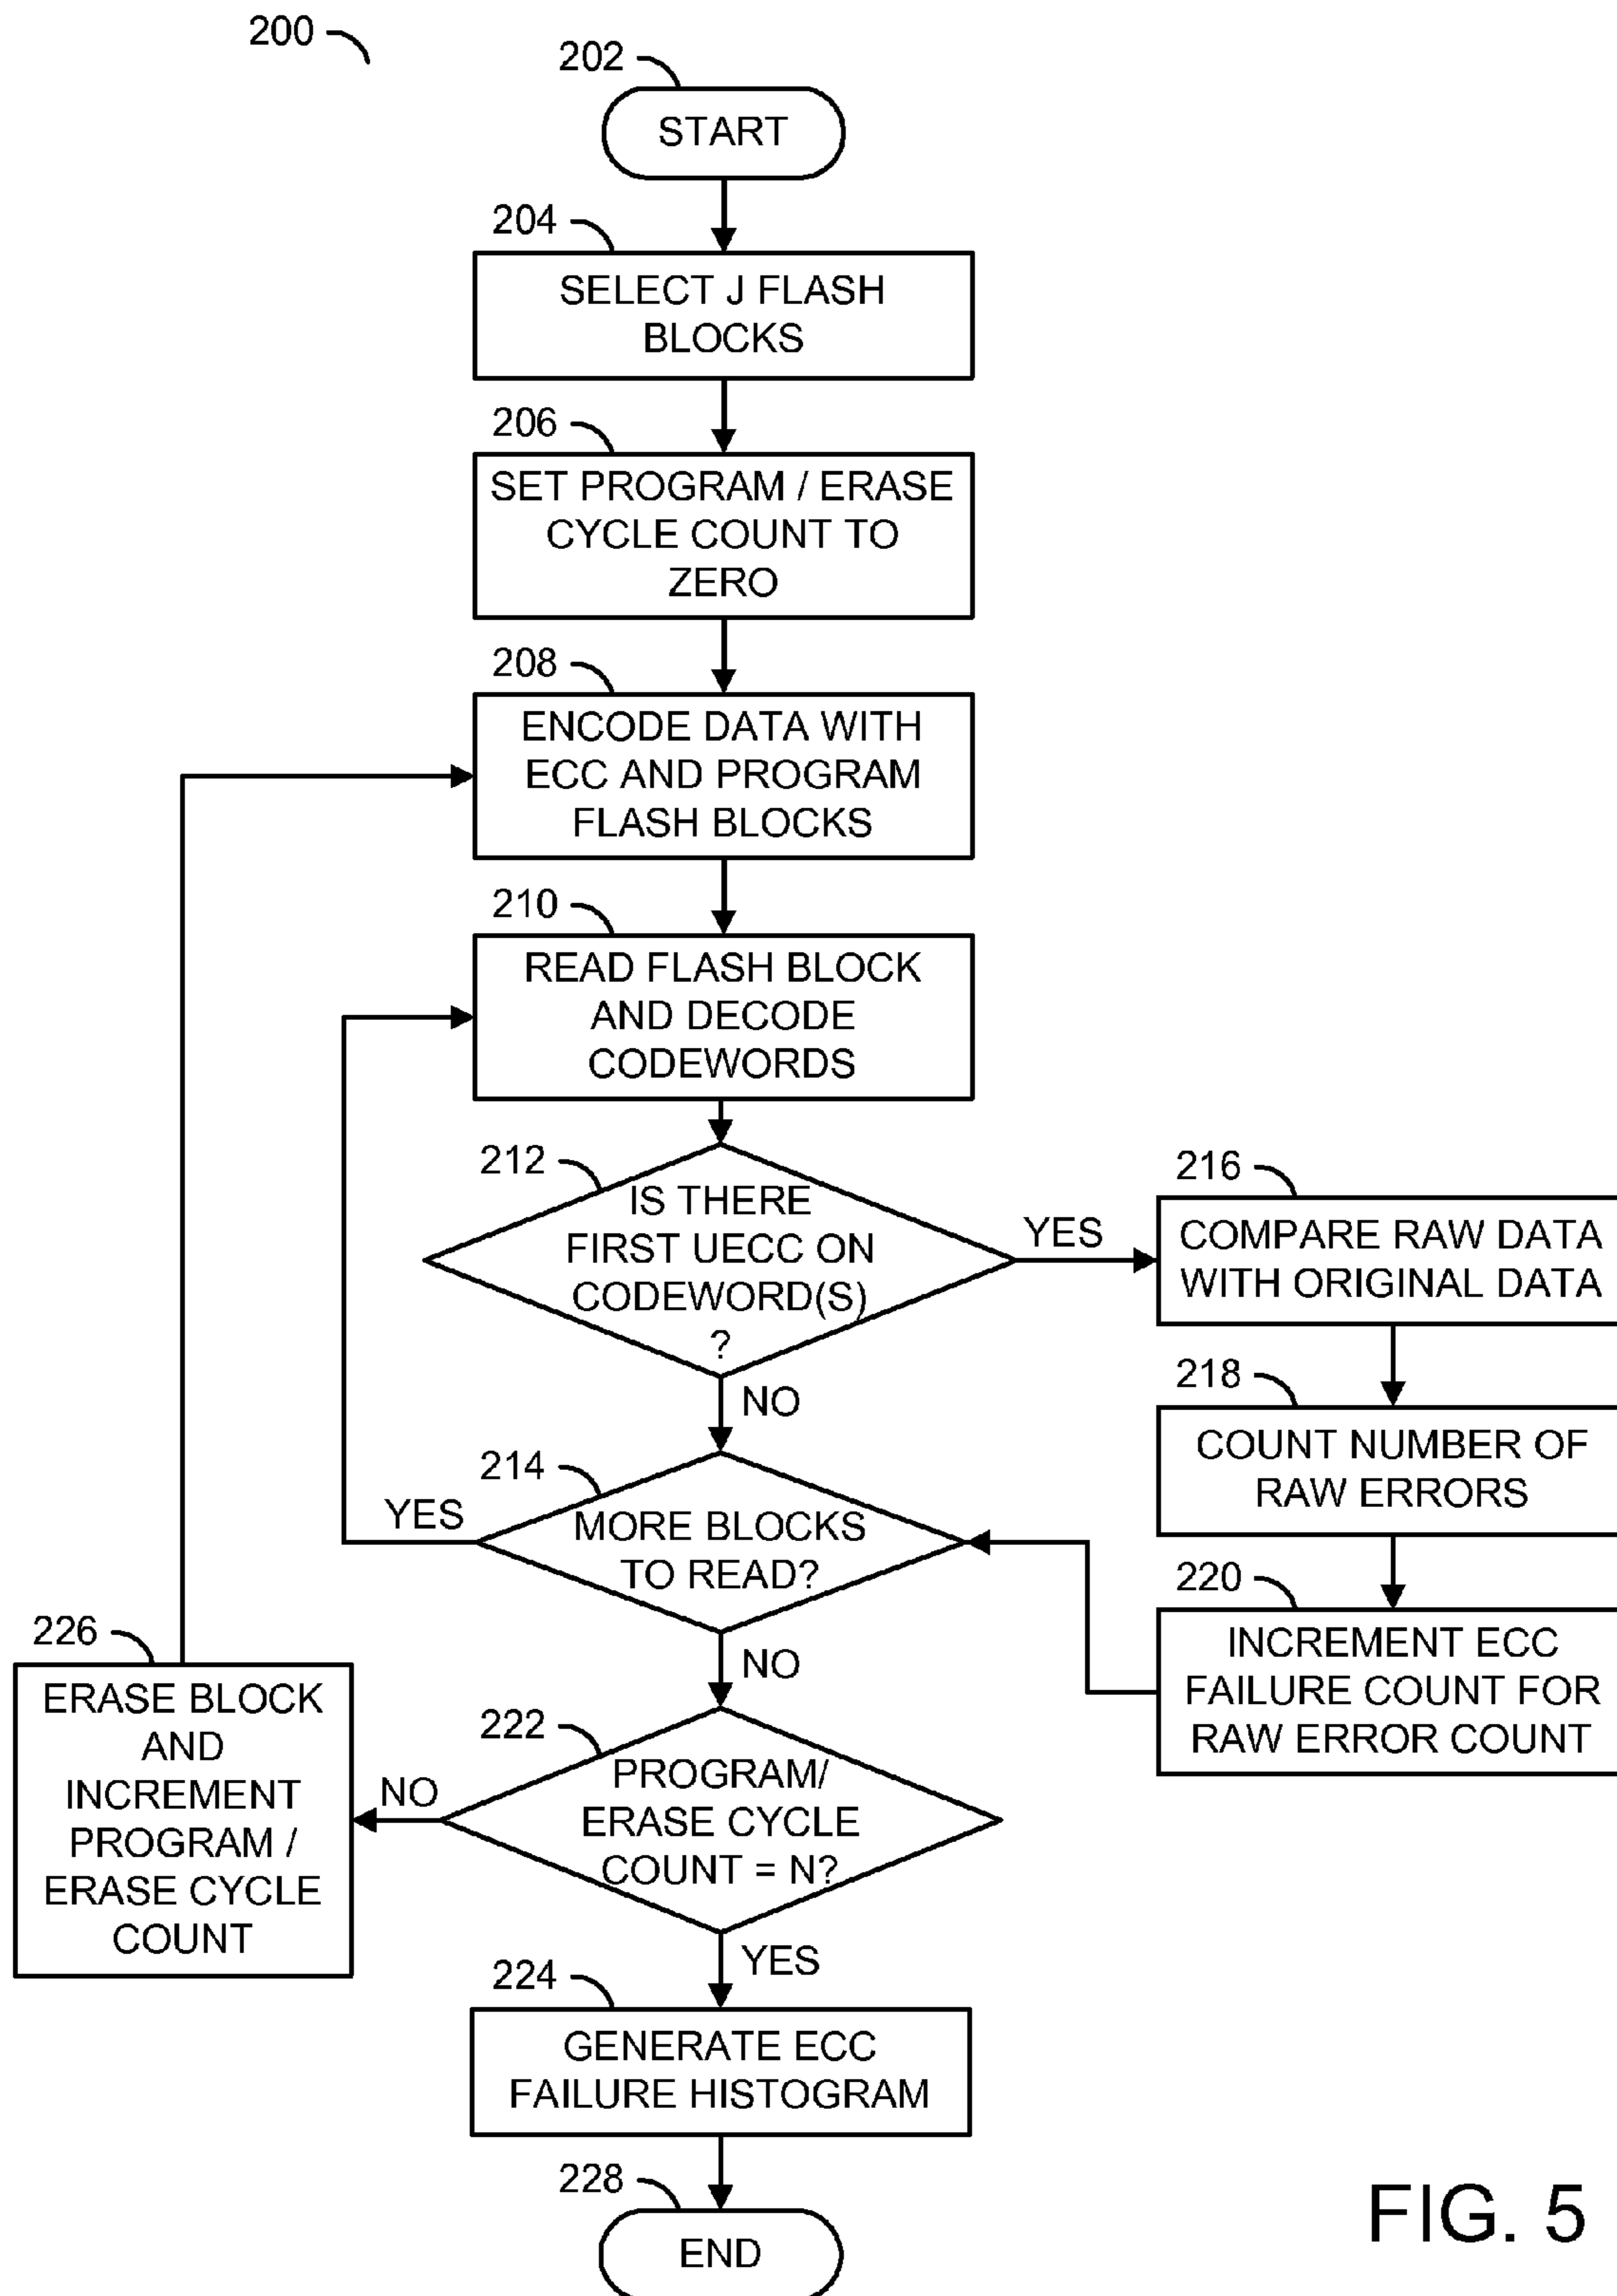 200
202
START
204
SELECT J FLASH
BLOCKS
206
SET PROGRAM / ERASE
CYCLE COUNT TO
ZERO
208
ENCODE DATA WITH
ECC AND PROGRAM
FLASH BLOCKS
210
READ FLASH BLOCK
AND DECODE
CODEWORDS
212
IS THERE
FIRST UECC ON
CODEWORD(S)
?
YES
NO
216
COMPARE RAW DATA
WITH ORIGINAL DATA
218
COUNT NUMBER OF
RAW ERRORS
220
INCREMENT ECC
FAILURE COUNT FOR
RAW ERROR COUNT
214
MORE BLOCKS
TO READ?
YES
NO
222
PROGRAM/
ERASE CYCLE
COUNT = N?
NO
YES
226
ERASE BLOCK
AND
INCREMENT
PROGRAM /
ERASE CYCLE
COUNT
224
GENERATE ECC
FAILURE HISTOGRAM
228
END
FIG. 5